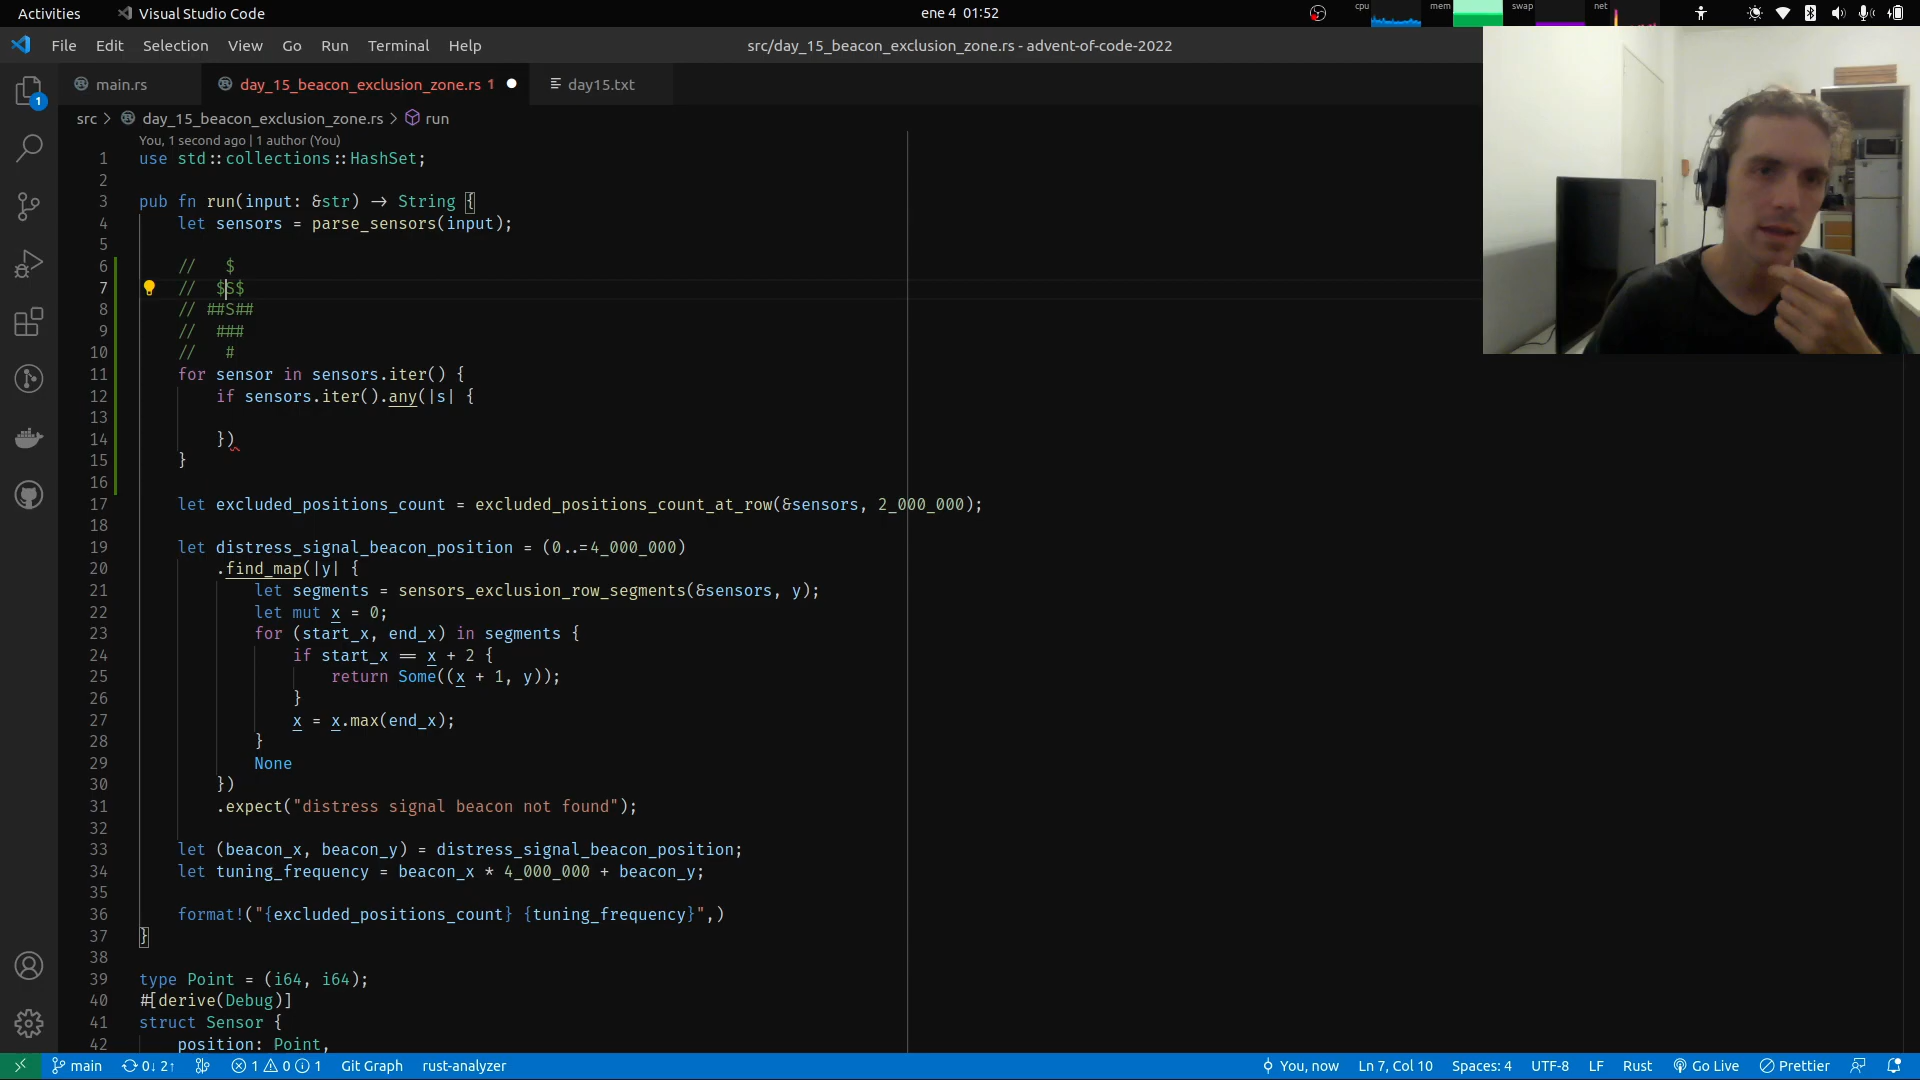 Activities Visual Studio Code ene 4 01:52 cpu mem swap net
File Edit Selection View Go Run Terminal Help src/day_15_beacon_exclusion_zone.rs - advent-of-code-2022
main.rs day_15_beacon_exclusion_zone.rs 1 day15.txt
1
src > day_15_beacon_exclusion_zone.rs > run
You, 1 second ago | 1 author (You)
1 use std::collections::HashSet;
2
3 pub fn run(input: &str) -> String {
4 let sensors = parse_sensors(input);
5
6 // $
7 // $S$
8 // ##S##
9 // ###
10 // #
11 for sensor in sensors.iter() {
12 if sensors.iter().any(|s| {
13
14 })
15 }
16
17 let excluded_positions_count = excluded_positions_count_at_row(&sensors, 2_000_000);
18
19 let distress_signal_beacon_position = (0..=4_000_000)
20 .find_map(|y| {
21 let segments = sensors_exclusion_row_segments(&sensors, y);
22 let mut x = 0;
23 for (start_x, end_x) in segments {
24 if start_x == x + 2 {
25 return Some((x + 1, y));
26 }
27 x = x.max(end_x);
28 }
29 None
30 })
31 .expect("distress signal beacon not found");
32
33 let (beacon_x, beacon_y) = distress_signal_beacon_position;
34 let tuning_frequency = beacon_x * 4_000_000 + beacon_y;
35
36 format!("{excluded_positions_count} {tuning_frequency}",)
37 }
38
39 type Point = (i64, i64);
40 #[derive(Debug)]
41 struct Sensor {
42 position: Point,
main 0↓ 2↑ 1 0 1 Git Graph rust-analyzer You, now Ln 7, Col 10 Spaces: 4 UTF-8 LF Rust Go Live Prettier